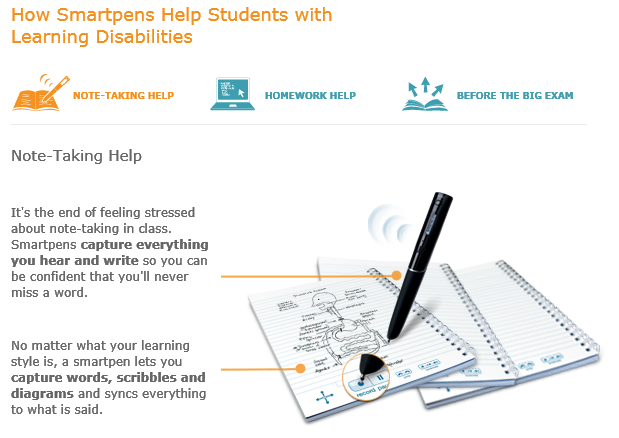 How Smartpens Help Students with
Learning Disabilities
NOTE-TAKING HELP
HOMEWORK HELP
BEFORE THE BIG EXAM
Note-Taking Help
It's the end of feeling stressed
about note-taking in class.
Smartpens capture everything
you hear and write so you can
be confident that you'll never
miss a word.
No matter what your learning
style is, a smartpen lets you
capture words, scribbles and
diagrams and syncs everything
to what is said.
record